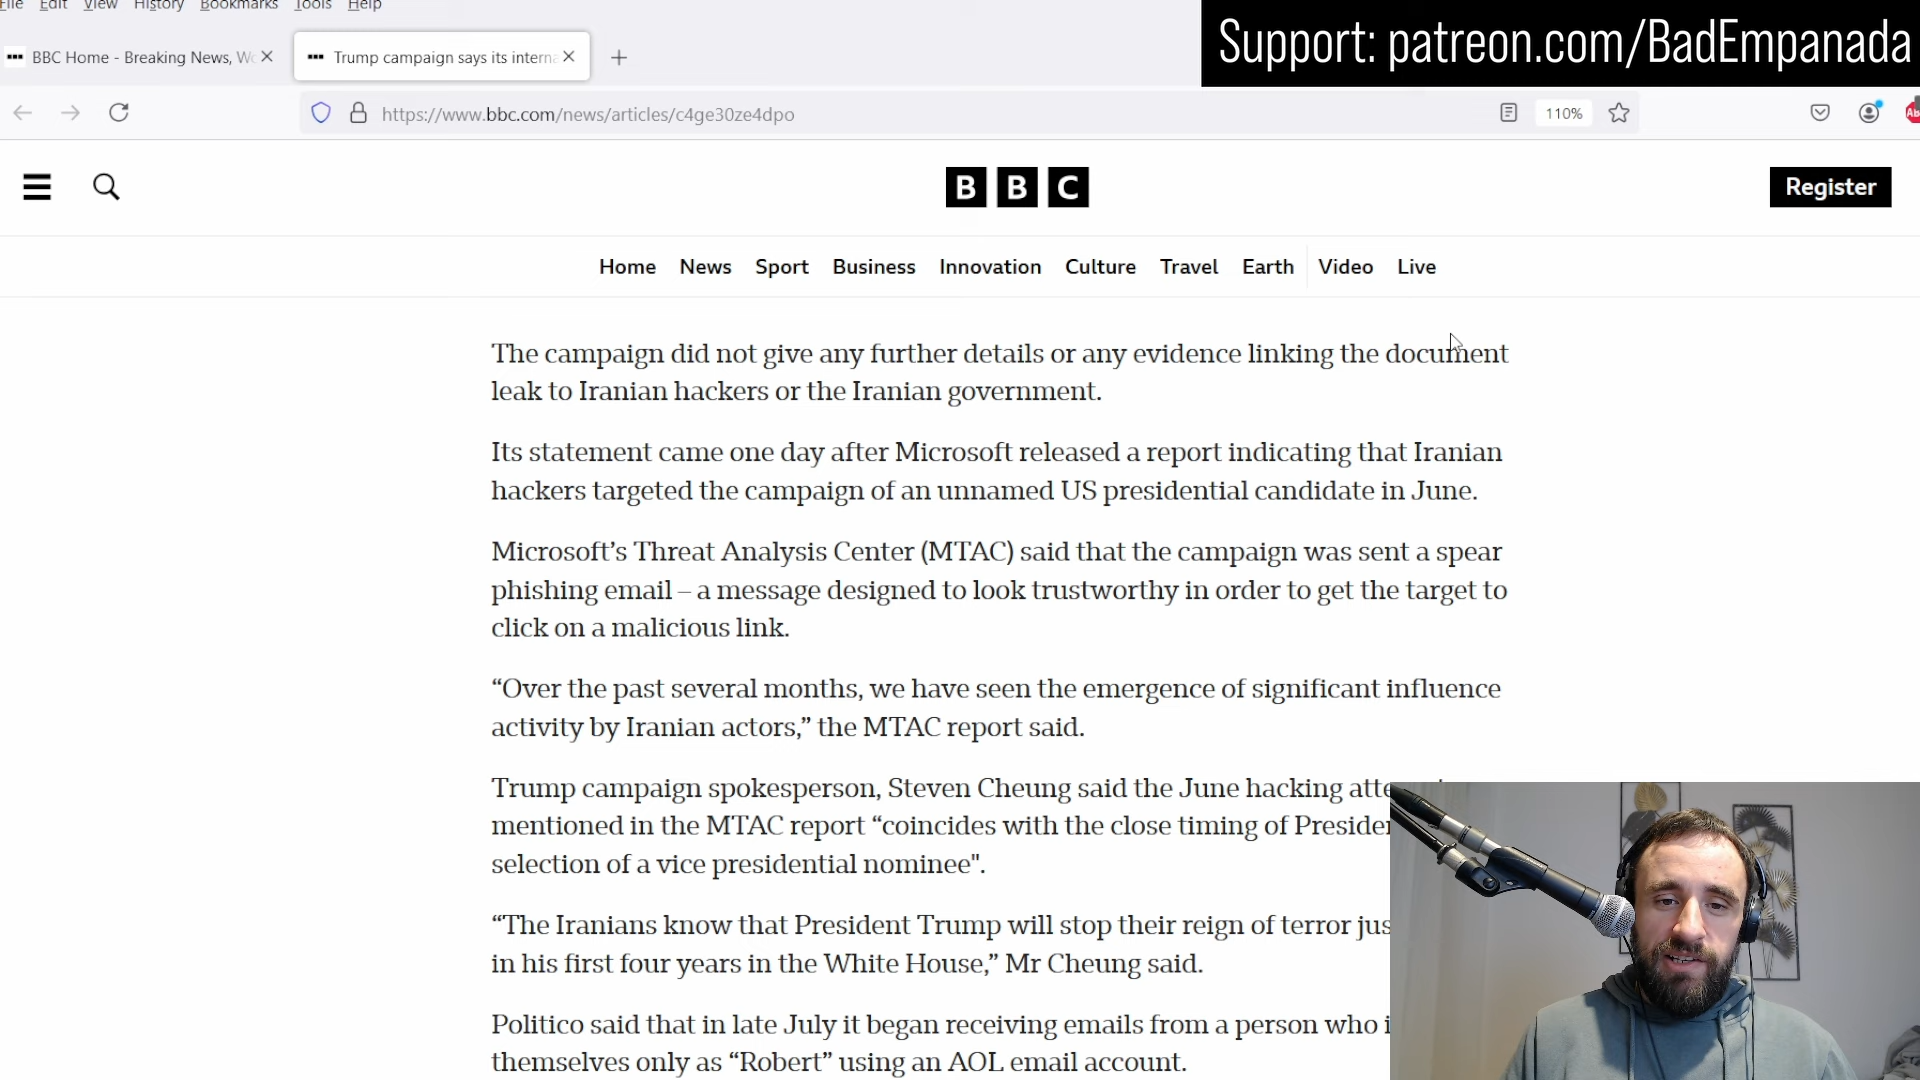 File Edit View History Bookmarks Tools Help
Support: patreon.com/BadEmpanada
BBC Home - Breaking News, Wo
Trump campaign says its interna
https://www.bbc.com/news/articles/c4ge30ze4dpo
110%
BBC
Register
Home News Sport Business Innovation Culture Travel Earth Video Live
The campaign did not give any further details or any evidence linking the document
leak to Iranian hackers or the Iranian government.
Its statement came one day after Microsoft released a report indicating that Iranian
hackers targeted the campaign of an unnamed US presidential candidate in June.
Microsoft’s Threat Analysis Center (MTAC) said that the campaign was sent a spear
phishing email – a message designed to look trustworthy in order to get the target to
click on a malicious link.
“Over the past several months, we have seen the emergence of significant influence
activity by Iranian actors,” the MTAC report said.
Trump campaign spokesperson, Steven Cheung said the June hacking
mentioned in the MTAC report “coincides with the close timing of
selection of a vice presidential nominee".
“The Iranians know that President Trump will stop their reign of terror
in his first four years in the White House,” Mr Cheung said.
Politico said that in late July it began receiving emails from a person who
themselves only as “Robert” using an AOL email account.